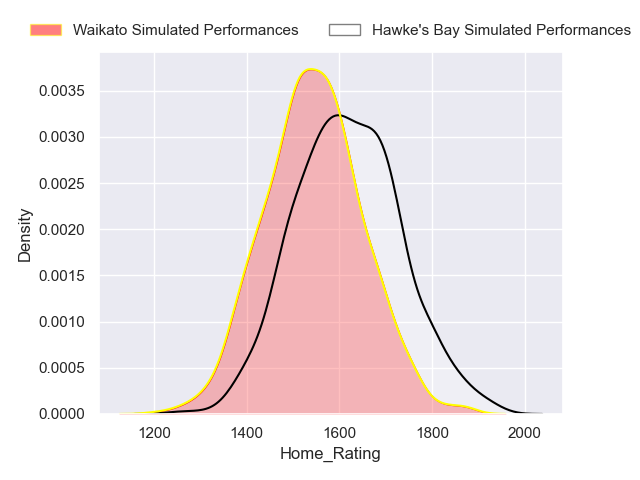 Waikato Simulated Performances Hawke's Bay Simulated Performances
0.0035
0.0030
0.0025
0.0020
0.0015
0.0010
0.0005
0.0000
Density
1200 1400 1600 1800 2000
Home_Rating